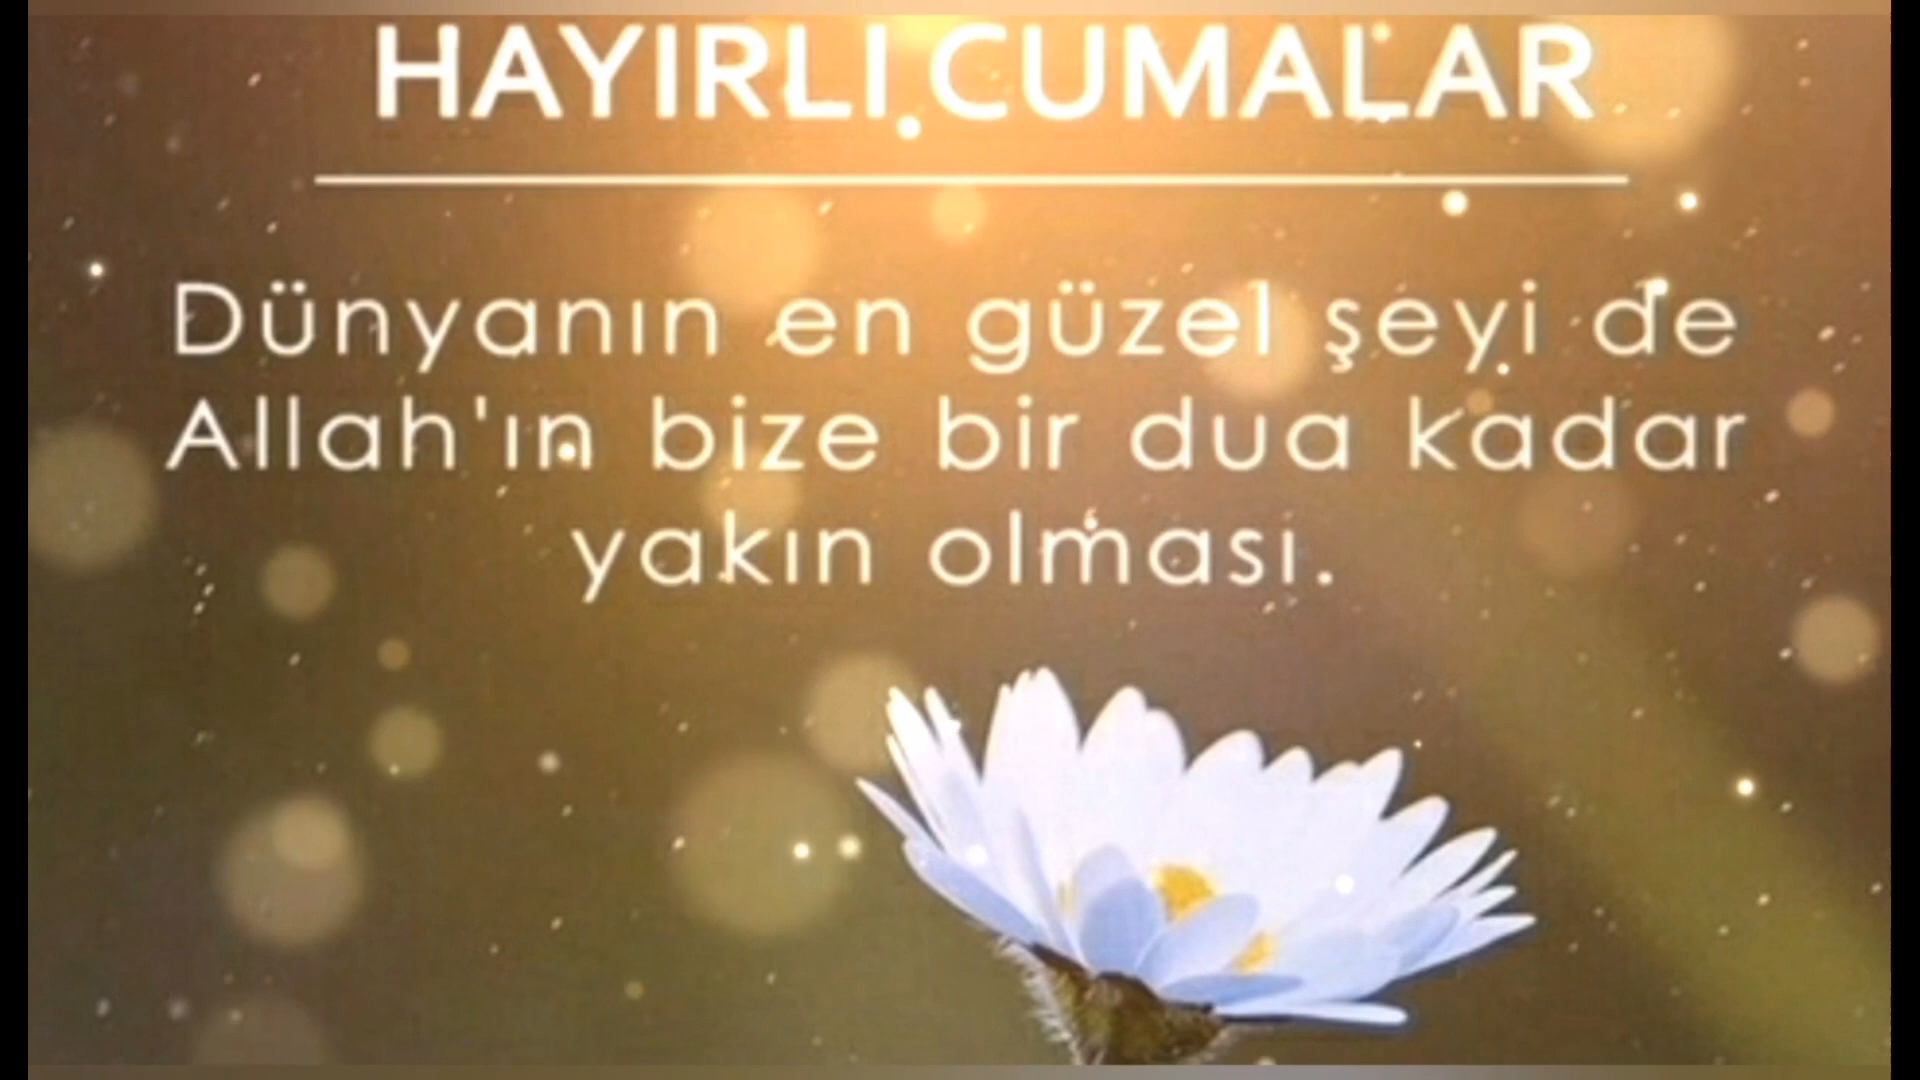 HAYIRLI CUMALAR
Dünyanın en güzel şeyi de
Allah'ın bize bir dua kadar
yakın olması.